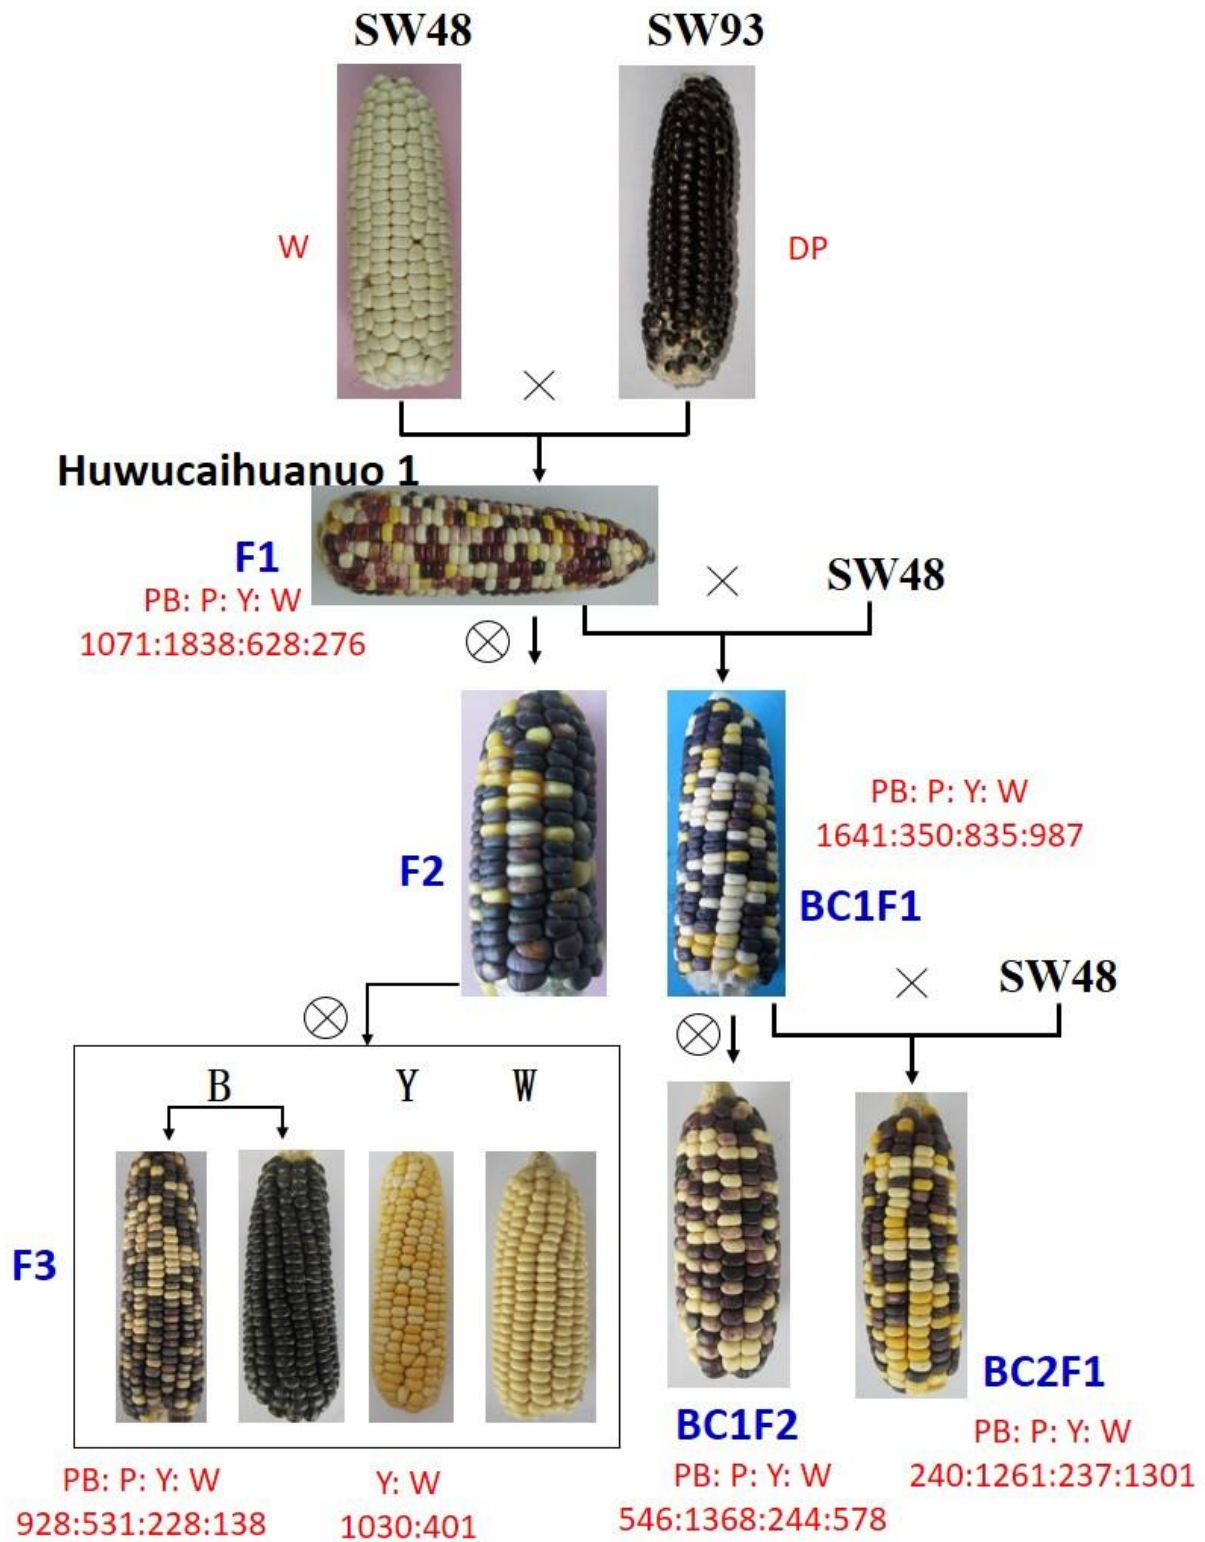 SW48
SW93
W
DP
Huwucaihuanuo 1
F1
PB: P: Y: W
1071:1838:628:276
SW48
F2
PB: P: Y: W
1641:350:835:987
BC1F1
SW48
B
Y
W
F3
BC1F2
BC2F1
PB: P: Y: W
928:531:228:138
Y: W
1030:401
PB: P: Y: W
546:1368:244:578
PB: P: Y: W
240:1261:237:1301